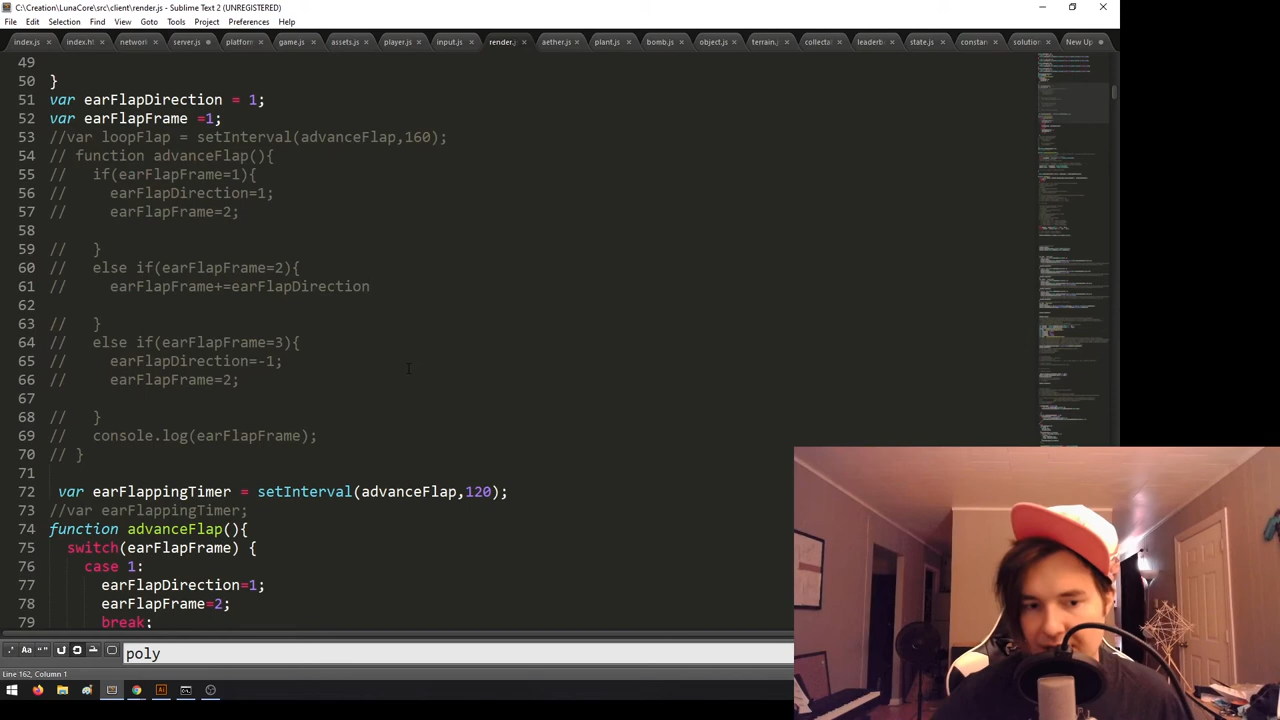 C:\Creation\LunaCore\src\client\render.js - Sublime Text 2 (UNREGISTERED)
File Edit Selection Find View Goto Tools Project Preferences Help
index.js index.ht network server.js platform game.js assets.js player.js input.js render.js aether.js plant.js bomb.js object.js terrain.j collecta leaderb state.js constan solution New Up
49
50 }
51 var earFlapDirection = 1;
52 var earFlapFrame =1;
53 //var loopFlap = setInterval(advanceFlap,166)
54 // function advanceFlap(){
55 // if(earFlapFrame=1){
56 // earFlapDirection=1;
57 // earFlapFrame=2;
58 //
59 // }
60 // else if(earFlapFrame=2){
61 // earFlapFrame+=earFlapDirection;
62 //
63 // }
64 // else if(earFlapFrame=3){
65 // earFlapDirection=-1;
66 // earFlapFrame=2;
67 //
68 // }
69 // console.log(earFlapFrame);
70 // }
71
72 var earFlappingTimer = setInterval(advanceFlap,120);
73 //var earFlappingTimer;
74 function advanceFlap(){
75 switch(earFlapFrame) {
76 case 1:
77 earFlapDirection=1;
78 earFlapFrame=2;
79 break;
poly
Line 162, Column 1